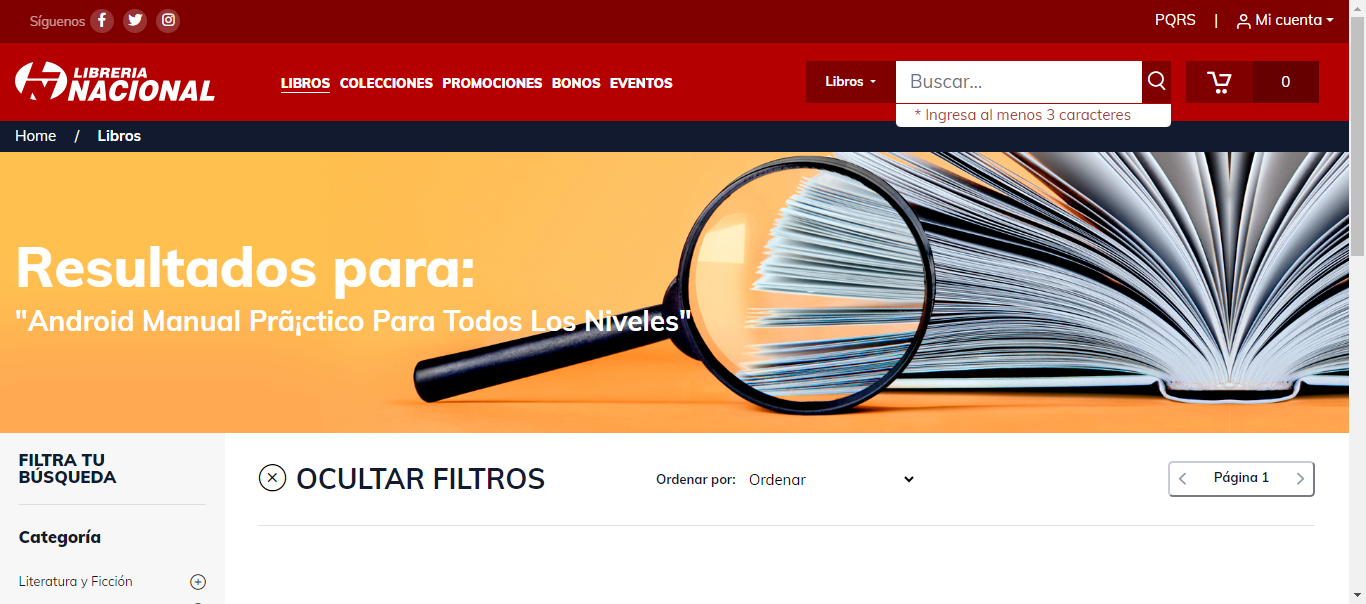 Síguenos
PQRS | Mi cuenta
LIBRERIA
NACIONAL
LIBROS COLECCIONES PROMOCIONES BONOS EVENTOS
Libros
Buscar...
0
* Ingresa al menos 3 caracteres
Home / Libros
Resultados para:
"Android Manual Prã¡ctico Para Todos Los Niveles"
FILTRA TU
BÚSQUEDA
OCULTAR FILTROS
Ordenar por: Ordenar
Página 1
Categoría
Literatura y Ficción